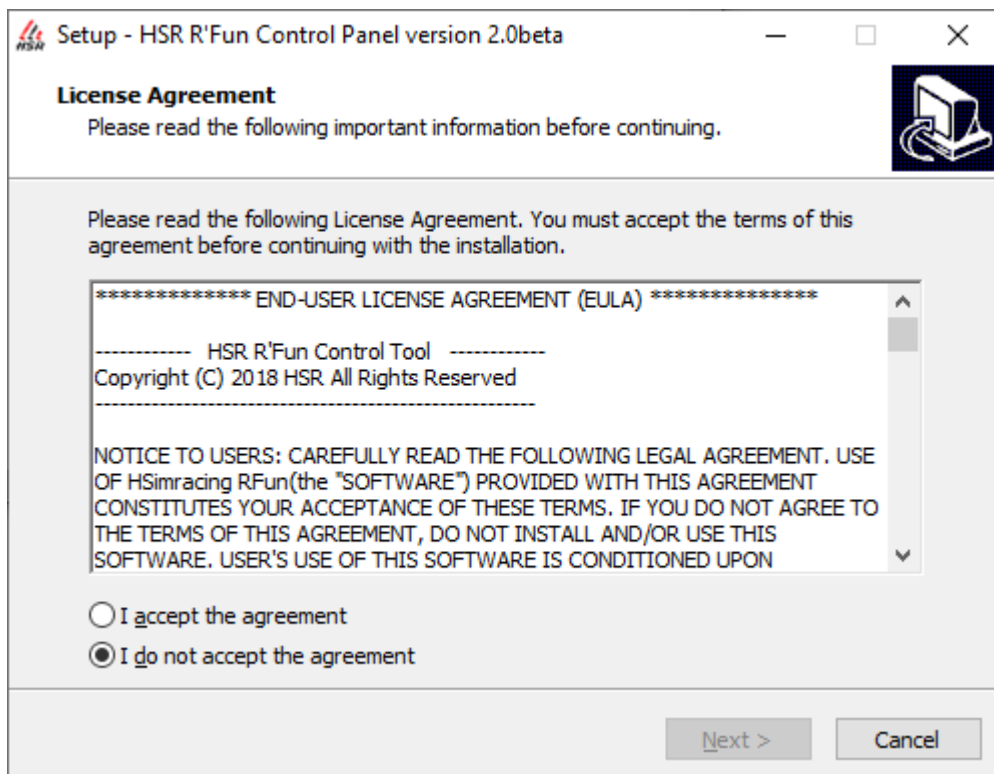 HSR
Setup - HSR R'Fun Control Panel version 2.0beta
License Agreement
Please read the following important information before continuing.
Please read the following License Agreement. You must accept the terms of this
agreement before continuing with the installation.
************* END-USER LICENSE AGREEMENT (EULA) **************
------------ HSR R'Fun Control Tool ------------
Copyright (C) 2018 HSR All Rights Reserved
-------------------------------------------------------
NOTICE TO USERS: CAREFULLY READ THE FOLLOWING LEGAL AGREEMENT. USE
OF HSimracing RFun(the "SOFTWARE") PROVIDED WITH THIS AGREEMENT
CONSTITUTES YOUR ACCEPTANCE OF THESE TERMS. IF YOU DO NOT AGREE TO
THE TERMS OF THIS AGREEMENT, DO NOT INSTALL AND/OR USE THIS
SOFTWARE. USER'S USE OF THIS SOFTWARE IS CONDITIONED UPON
I accept the agreement
I do not accept the agreement
Next >
Cancel